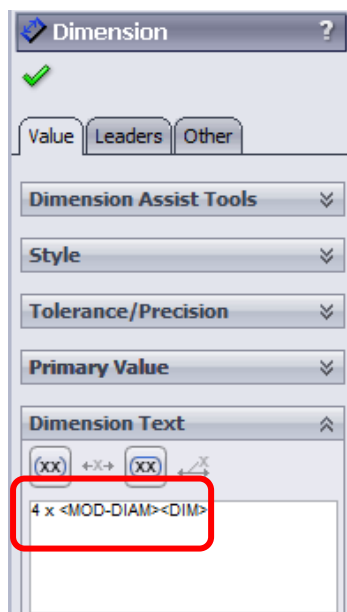 Dimension ?
Value Leaders Other
Dimension Assist Tools
Style
Tolerance/Precision
Primary Value
Dimension Text
(xx) +X+ (xx) X
4 x <MOD-DIAM><DIM>